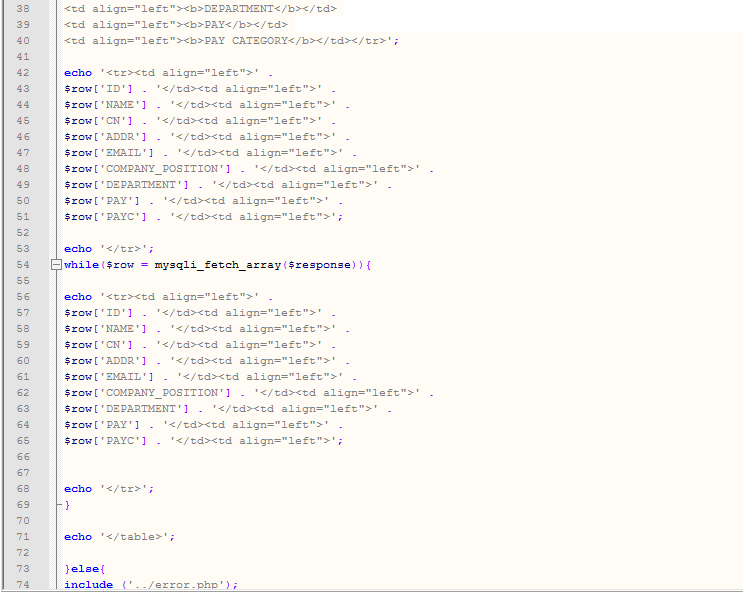 38 <td align="left"><b>DEPARTMENT</b></td>
39 <td align="left"><b>PAY</b></td>
40 <td align="left"><b>PAY CATEGORY</b></td></tr>';
41
42 echo '<tr><td align="left">' .
43 $row['ID'] . '</td><td align="left">' .
44 $row['NAME'] . '</td><td align="left">' .
45 $row['CN'] . '</td><td align="left">' .
46 $row['ADDR'] . '</td><td align="left">' .
47 $row['EMAIL'] . '</td><td align="left">' .
48 $row['COMPANY_POSITION'] . '</td><td align="left">' .
49 $row['DEPARTMENT'] . '</td><td align="left">' .
50 $row['PAY'] . '</td><td align="left">' .
51 $row['PAYC'] . '</td><td align="left">';
52
53 echo '</tr>';
54 while($row = mysqli_fetch_array($response)){
55
56 echo '<tr><td align="left">' .
57 $row['ID'] . '</td><td align="left">' .
58 $row['NAME'] . '</td><td align="left">' .
59 $row['CN'] . '</td><td align="left">' .
60 $row['ADDR'] . '</td><td align="left">' .
61 $row['EMAIL'] . '</td><td align="left">' .
62 $row['COMPANY_POSITION'] . '</td><td align="left">' .
63 $row['DEPARTMENT'] . '</td><td align="left">' .
64 $row['PAY'] . '</td><td align="left">' .
65 $row['PAYC'] . '</td><td align="left">';
66
67
68 echo '</tr>';
69 }
70
71 echo '</table>';
72
73 }else{
74 include ('../error.php');